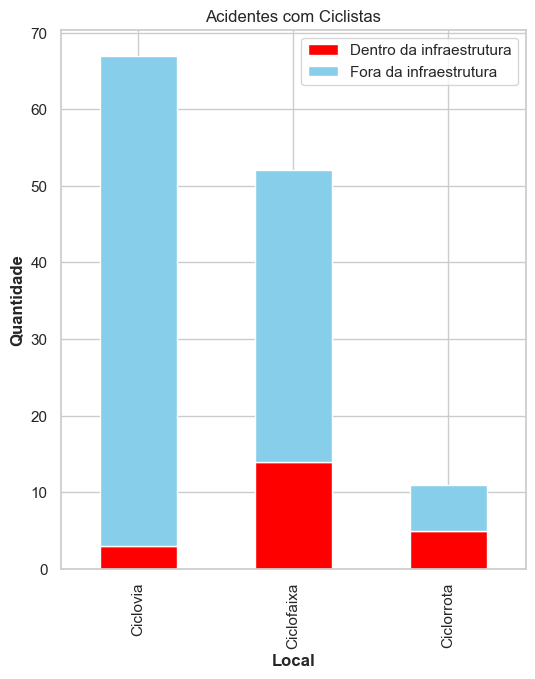 Acidentes com Ciclistas
Dentro da infraestrutura
Fora da infraestrutura
70
60
50
40
30
20
10
0
Quantidade
Ciclovia
Ciclofaixa
Ciclorrota
Local